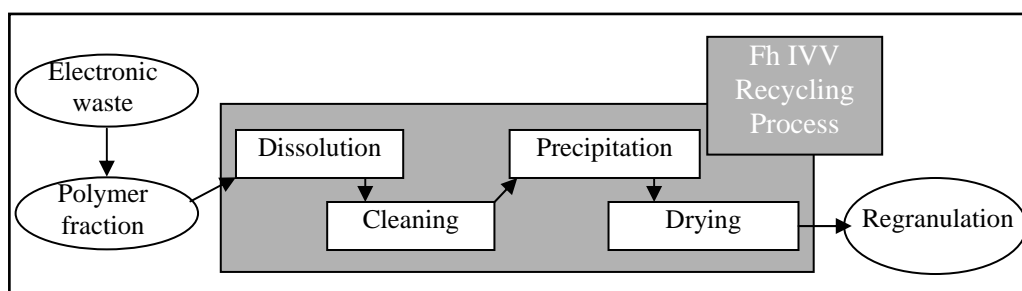 Electronic
waste
Polymer
fraction
Dissolution
Cleaning
Precipitation
Drying
Fh IVV
Recycling
Process
Regranulation